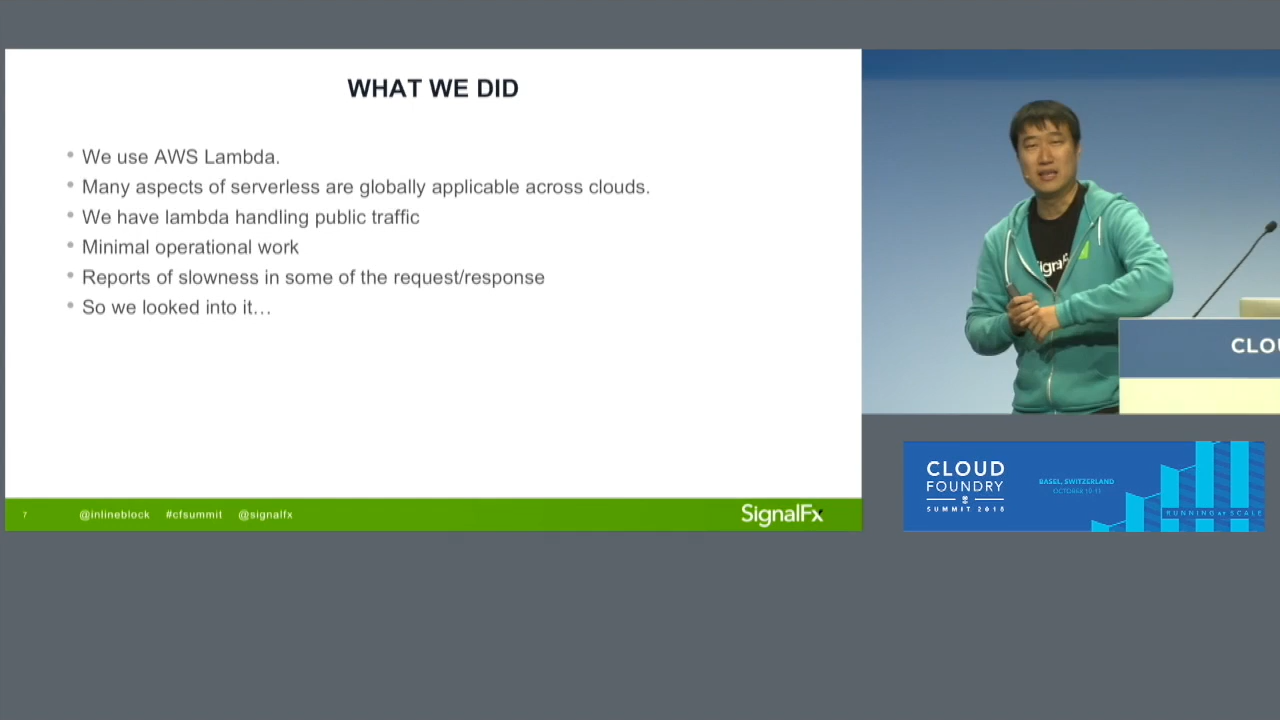 WHAT WE DID
• We use AWS Lambda.
• Many aspects of serverless are globally applicable across clouds.
• We have lambda handling public traffic
• Minimal operational work
• Reports of slowness in some of the request/response
• So we looked into it…
7 @inlineblock #cfsummit @signalfx SignalFx
CLOU
CLOUD
FOUNDRY
SUMMIT 2018
BASEL, SWITZERLAND
OCTOBER 10-11
RUNNING AT SCALE